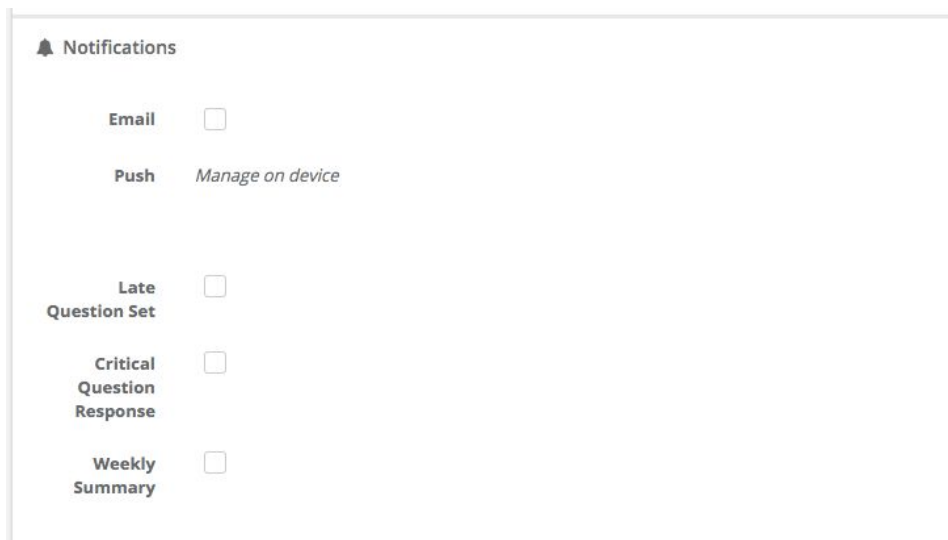 Notifications
Email
Push Manage on device
Late
Question Set
Critical
Question
Response
Weekly
Summary